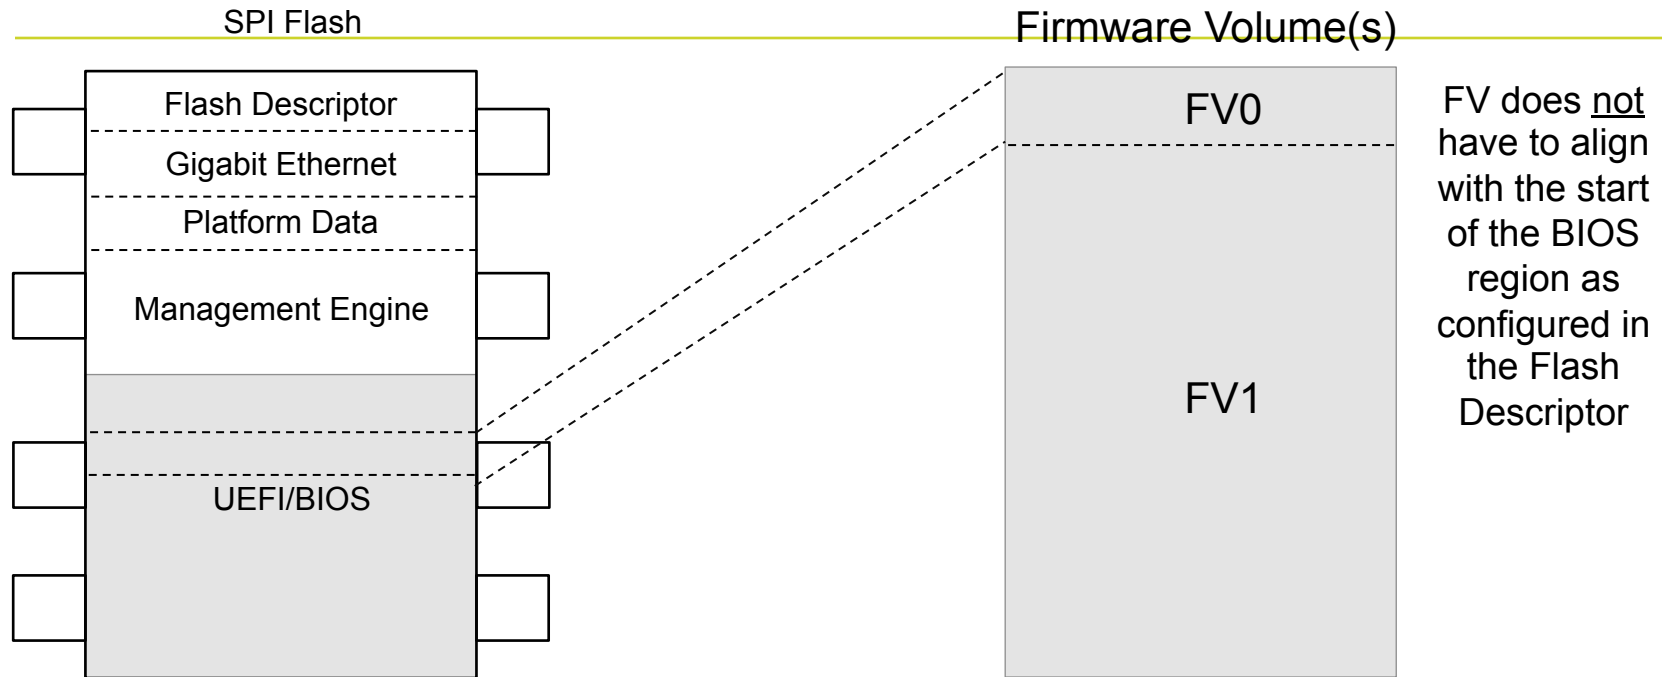 SPI Flash
Firmware Volume(s)
Flash Descriptor
Gigabit Ethernet
Platform Data
Management Engine
UEFI/BIOS
FV0
FV1
FV does not
have to align
with the start
of the BIOS
region as
configured in
the Flash
Descriptor